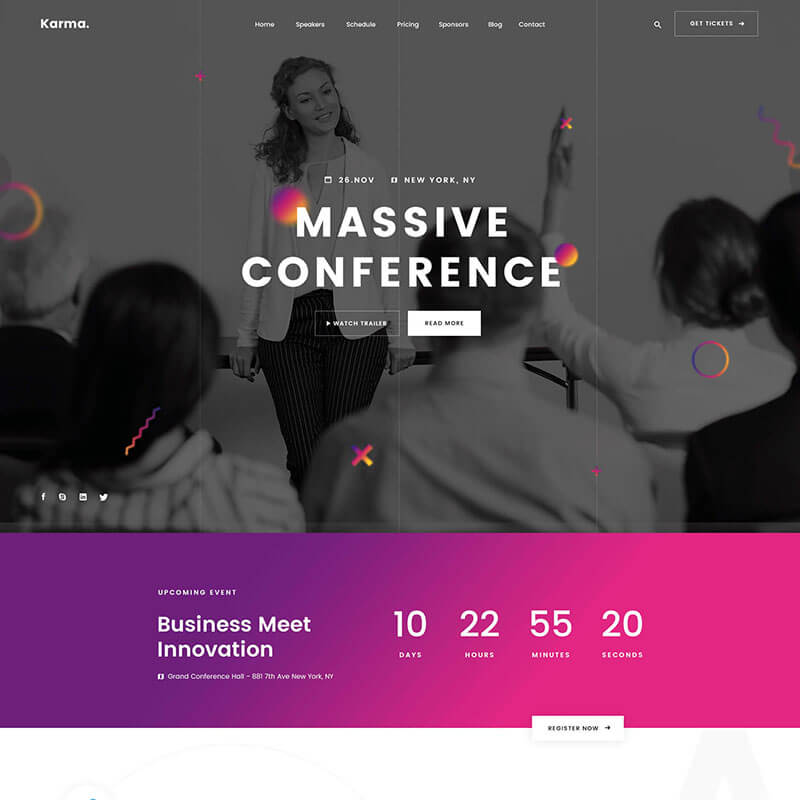 Karma.
Home Speakers Schedule Pricing Sponsors Blog Contact
GET TICKETS
26.NOV NEW YORK, NY
MASSIVE
CONFERENCE
WATCH TRAILER READ MORE
UPCOMING EVENT
Business Meet
Innovation
Grand Conference Hall - 881 7th Ave New York, NY
10 22 55 20
DAYS HOURS MINUTES SECONDS
REGISTER NOW